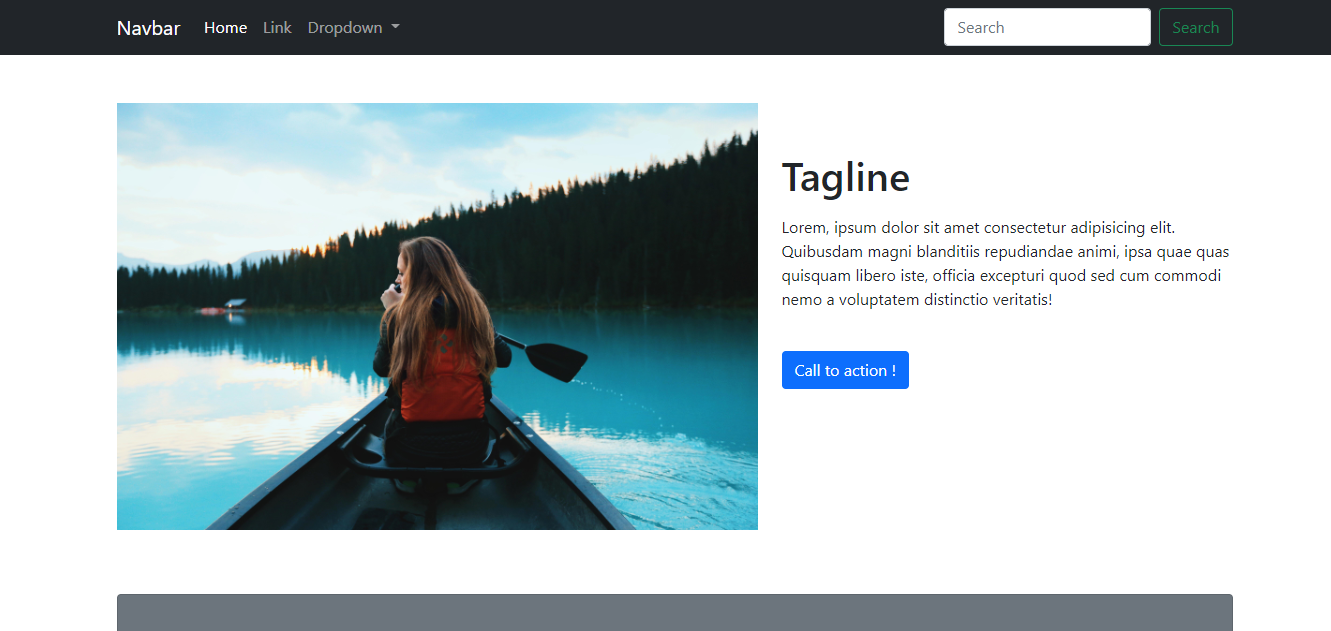 Navbar Home Link Dropdown Search Search
Tagline
Lorem, ipsum dolor sit amet consectetur adipisicing elit.
Quibusdam magni blanditiis repudiandae animi, ipsa quae quas
quisquam libero iste, officia excepturi quod sed cum commodi
nemo a voluptatem distinctio veritatis!
Call to action !